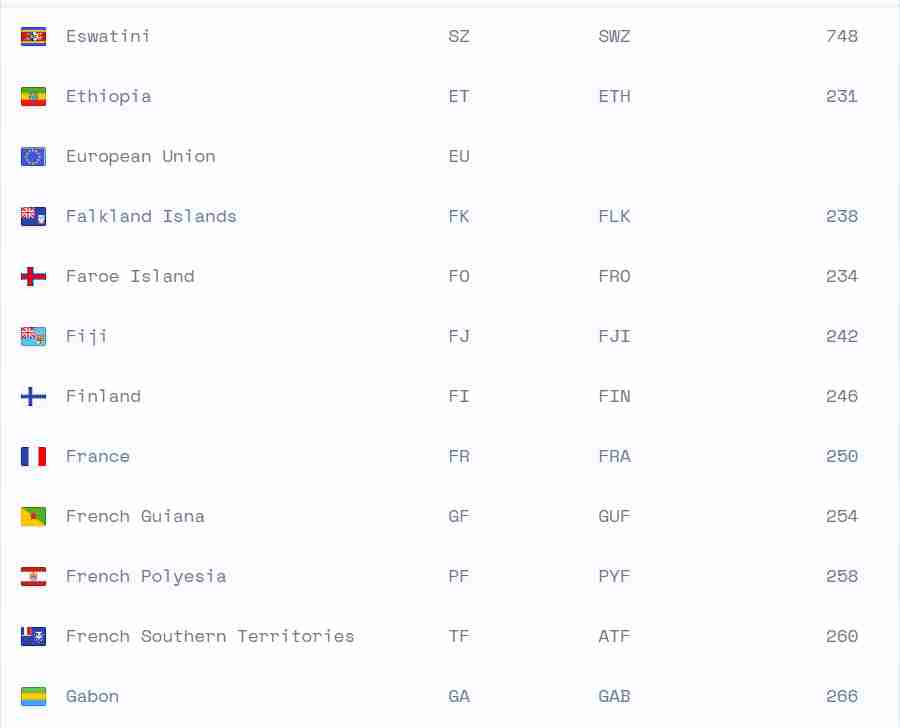 Eswatini SZ SWZ 748
Ethiopia ET ETH 231
European Union EU
Falkland Islands FK FLK 238
Faroe Island FO FRO 234
Fiji FJ FJI 242
Finland FI FIN 246
France FR FRA 250
French Guiana GF GUF 254
French Polyesia PF PYF 258
French Southern Territories TF ATF 260
Gabon GA GAB 266